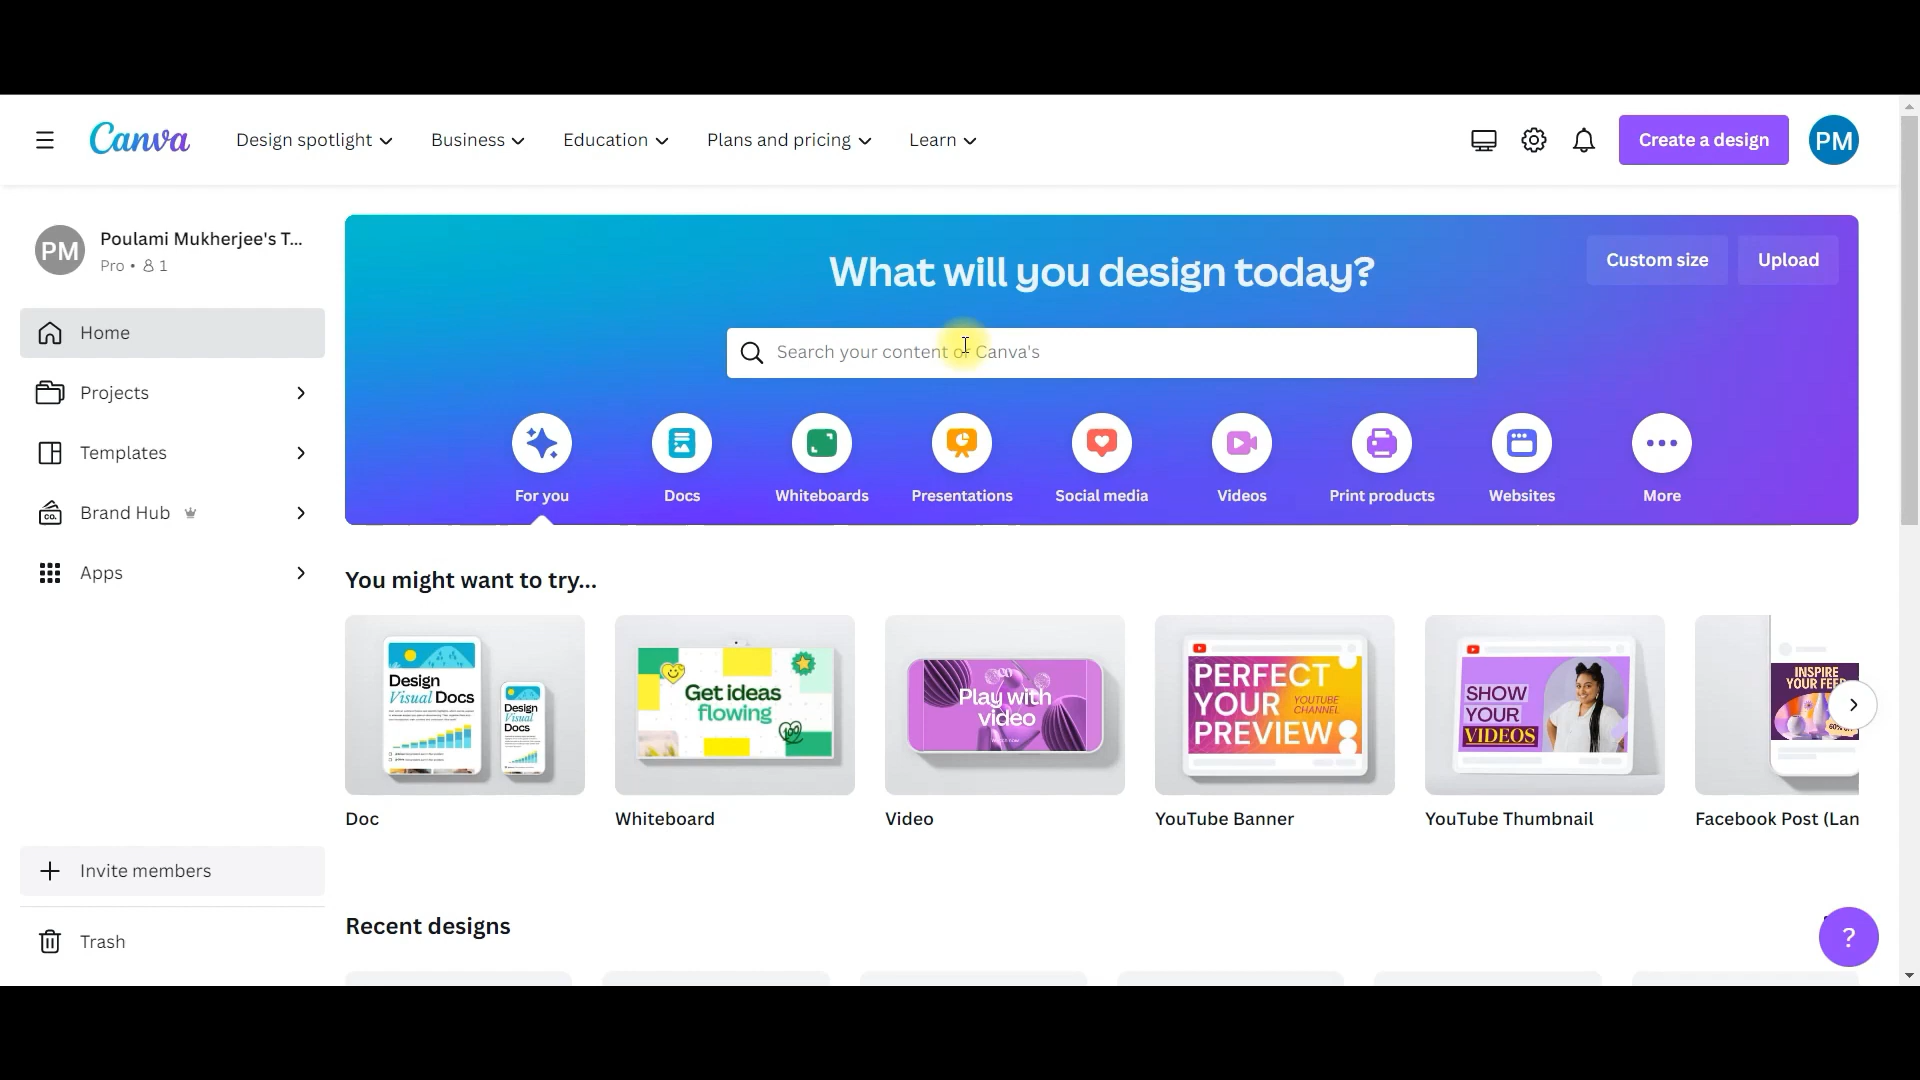 Canva
Design spotlight
Business
Education
Plans and pricing
Learn
Create a design
PM
PM
Poulami Mukherjee's T...
Pro • 1
Home
Projects
Templates
Brand Hub
CO.
Apps
Invite members
Trash
What will you design today?
Custom size
Upload
Search your content or Canva's
For you
Docs
Whiteboards
Presentations
Social media
Videos
Print products
Websites
More
You might want to try...
Design
Visual Docs
Design
Visual
Docs
Get ideas
flowing
100
Play with
video
PERFECT
YOUR
PREVIEW
YOUTUBE
CHANNEL
SHOW
YOUR
VIDEOS
INSPIRE
YOUR FEED
Doc
Whiteboard
Video
YouTube Banner
YouTube Thumbnail
Facebook Post (Lan
Recent designs
?